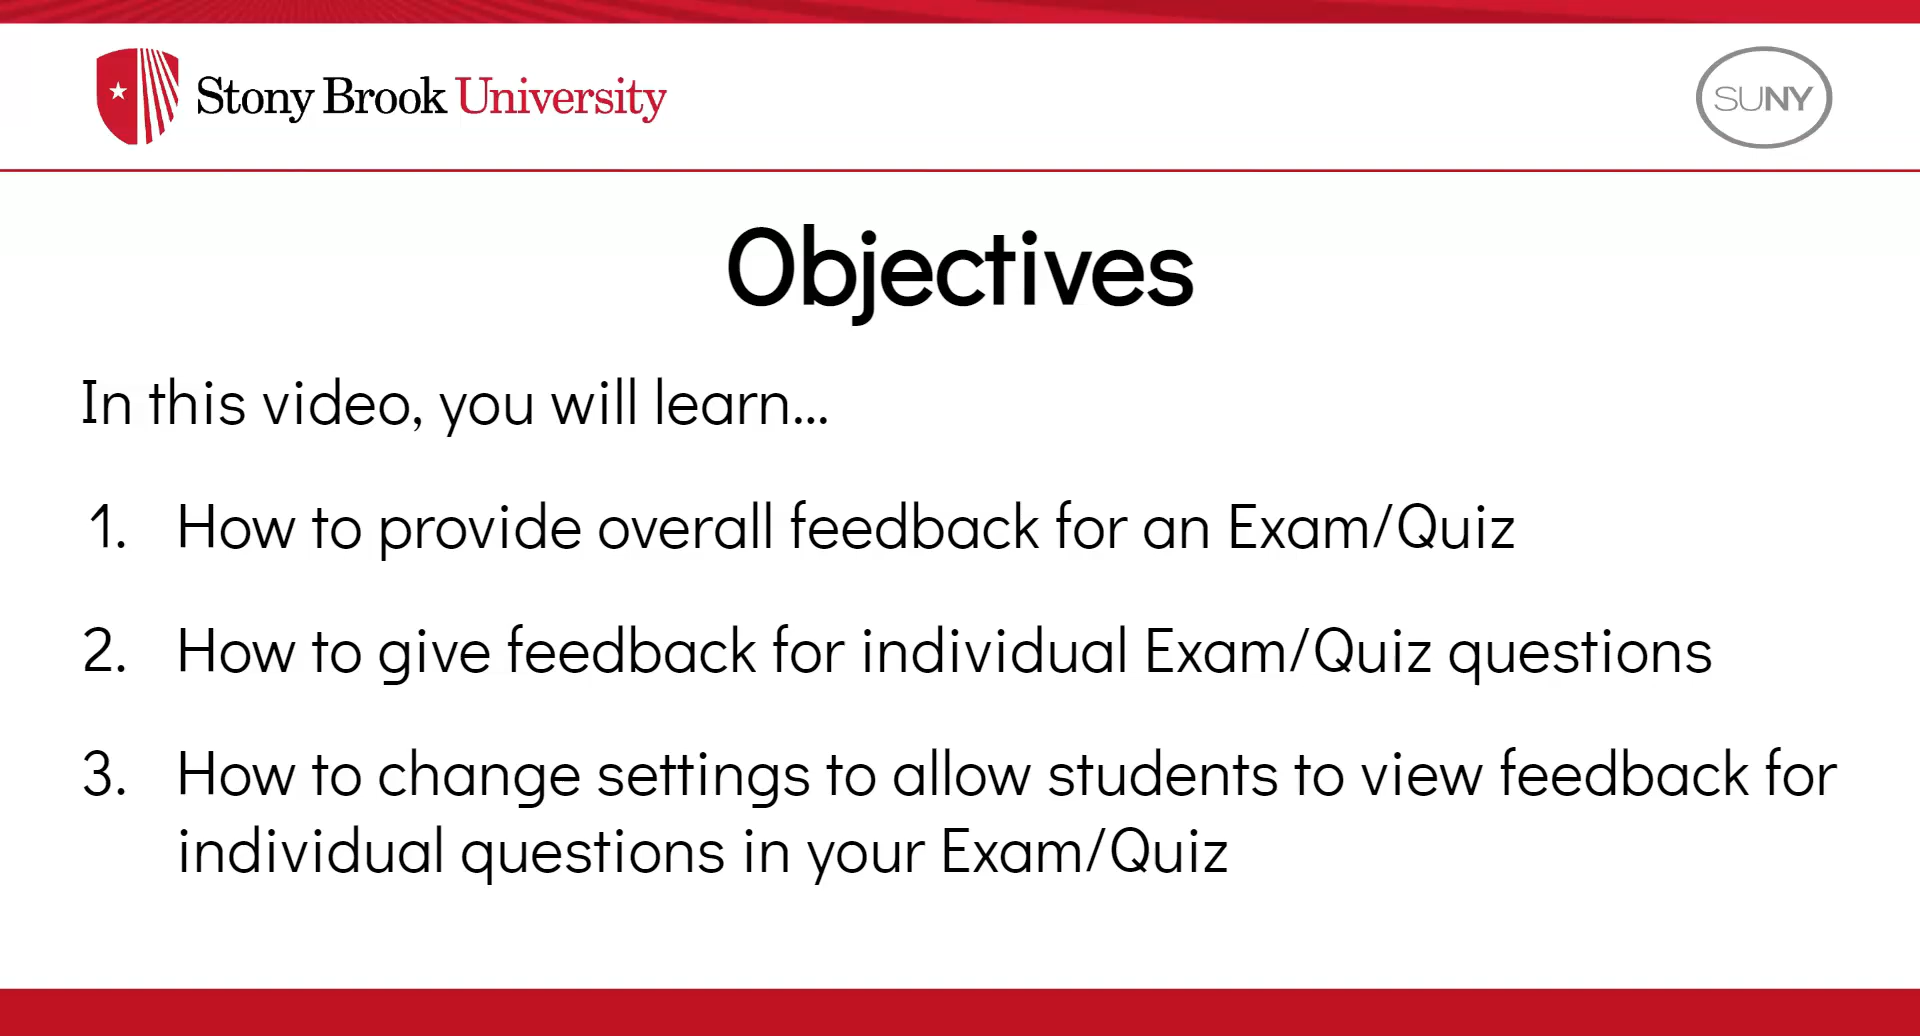 Stony Brook University
SUNY
Objectives
In this video, you will learn...
1. How to provide overall feedback for an Exam/Quiz
2. How to give feedback for individual Exam/Quiz questions
3. How to change settings to allow students to view feedback for
individual questions in your Exam/Quiz